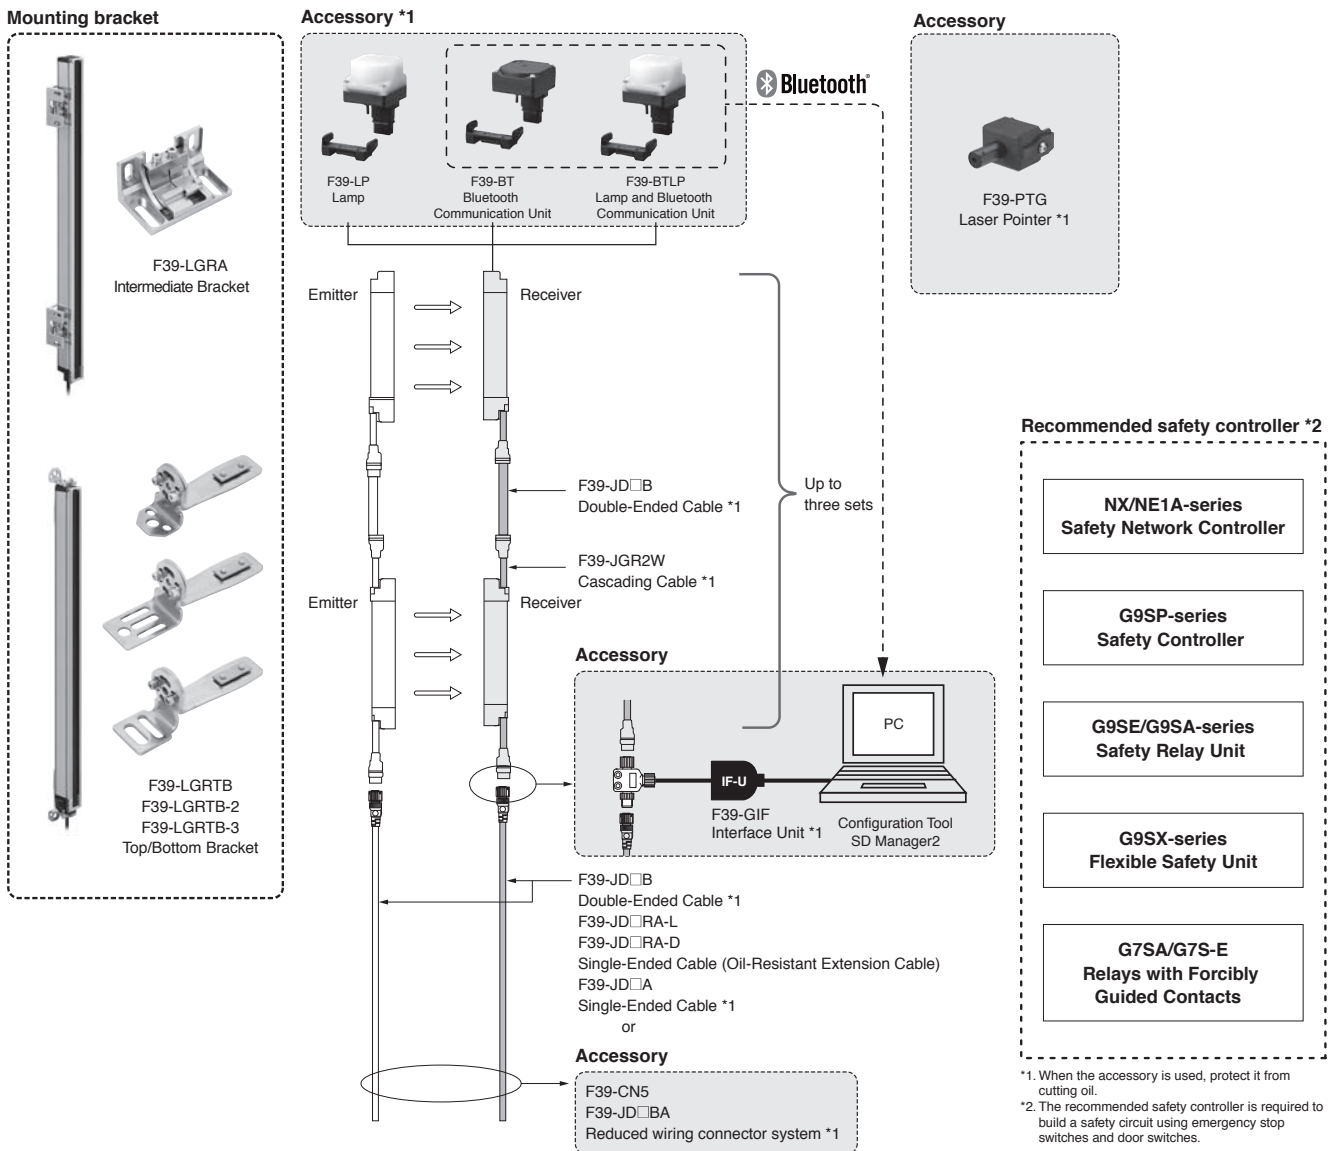 Mounting bracket
F39-LGRA
Intermediate Bracket
F39-LGRTB
F39-LGRTB-2
F39-LGRTB-3
Top/Bottom Bracket
Accessory *1
F39-LP
Lamp
F39-BT
Bluetooth
Communication Unit
F39-BTLP
Lamp and Bluetooth
Communication Unit
Bluetooth®
Accessory
F39-PTG
Laser Pointer *1
Emitter
Receiver
F39-JD□B
Double-Ended Cable *1
F39-JGR2W
Cascading Cable *1
Up to
three sets
Emitter
Receiver
Accessory
PC
IF-U
F39-GIF
Interface Unit *1
Configuration Tool
SD Manager2
F39-JD□B
Double-Ended Cable *1
F39-JD□RA-L
F39-JD□RA-D
Single-Ended Cable (Oil-Resistant Extension Cable)
F39-JD□A
Single-Ended Cable *1
or
Accessory
F39-CN5
F39-JD□BA
Reduced wiring connector system *1
Recommended safety controller *2
NX/NE1A-series
Safety Network Controller
G9SP-series
Safety Controller
G9SE/G9SA-series
Safety Relay Unit
G9SX-series
Flexible Safety Unit
G7SA/G7S-E
Relays with Forcibly
Guided Contacts
*1. When the accessory is used, protect it from
cutting oil.
*2. The recommended safety controller is required to
build a safety circuit using emergency stop
switches and door switches.